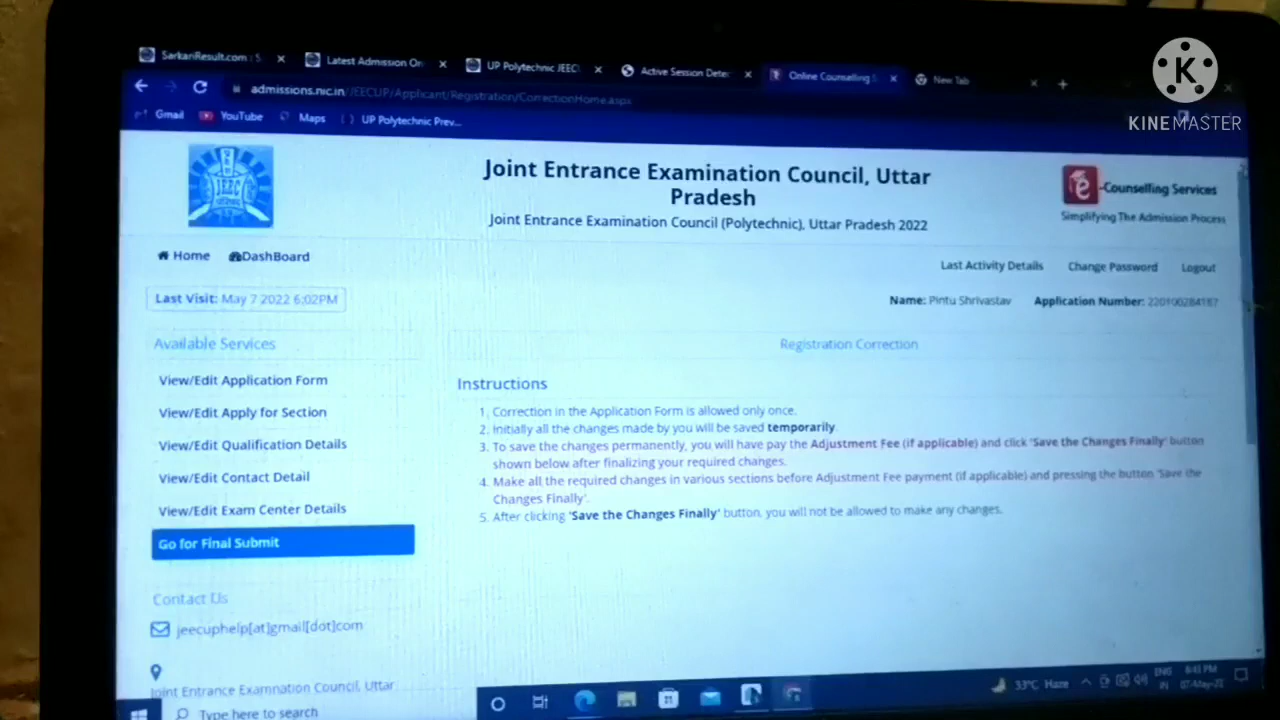 SarkariResult.com : S
Latest Admission On
UP Polytechnic JEECU
Active Session Dete
Online Counselling S
New Tab
admissions.nic.in/JEECUP/Applicant/Registration/CorrectionHome.aspx
Gmail YouTube Maps UP Polytechnic Prev...
KINEMASTER
JEEC
Joint Entrance Examination Council, Uttar
Pradesh
Joint Entrance Examination Council (Polytechnic), Uttar Pradesh 2022
e-Counselling Services
Simplifying The Admission Process
Home DashBoard
Last Activity Details Change Password Logout
Last Visit: May 7 2022 6:02PM
Name: Pintu Shrivastav Application Number:
Available Services
Registration Correction
View/Edit Application Form
View/Edit Apply for Section
View/Edit Qualification Details
View/Edit Contact Detail
View/Edit Exam Center Details
Go for Final Submit
Instructions
1. Correction in the Application Form is allowed only once.
2. Initially all the changes made by you will be saved temporarily.
3. To save the changes permanently, you will have pay the Adjustment Fee (if applicable) and click 'Save the Changes Finally' button
shown below after finalizing your required changes.
4. Make all the required changes in various sections before Adjustment Fee payment (if applicable) and pressing the button 'Save the
Changes Finally'.
5. After clicking 'Save the Changes Finally' button, you will not be allowed to make any changes.
Contact Us
jeecuphelp[at]gmail[dot]com
Joint Entrance Examnation Council, Uttar
Type here to search
33°C Haze
ENG
IN